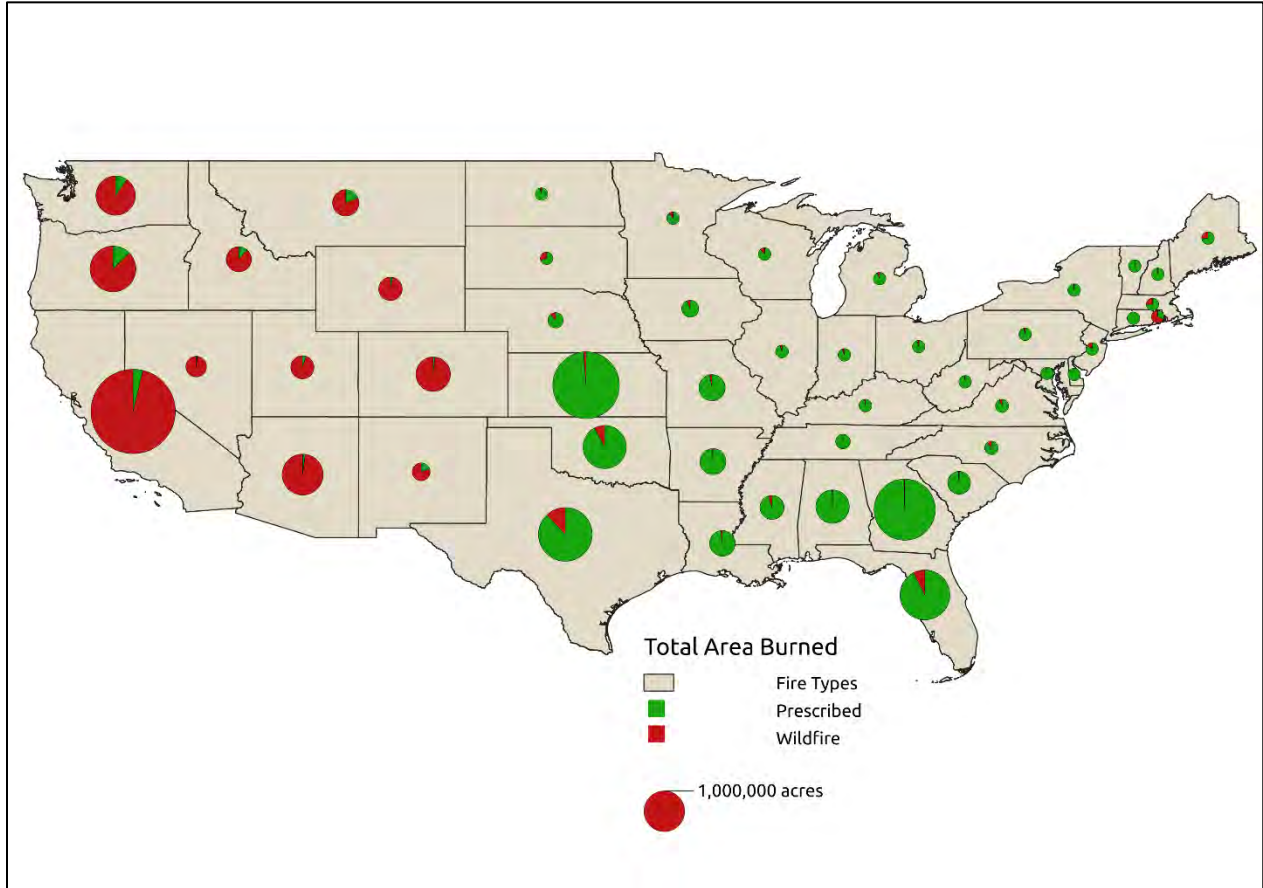 Total Area Burned
Fire Types
Prescribed
Wildfire
1,000,000 acres